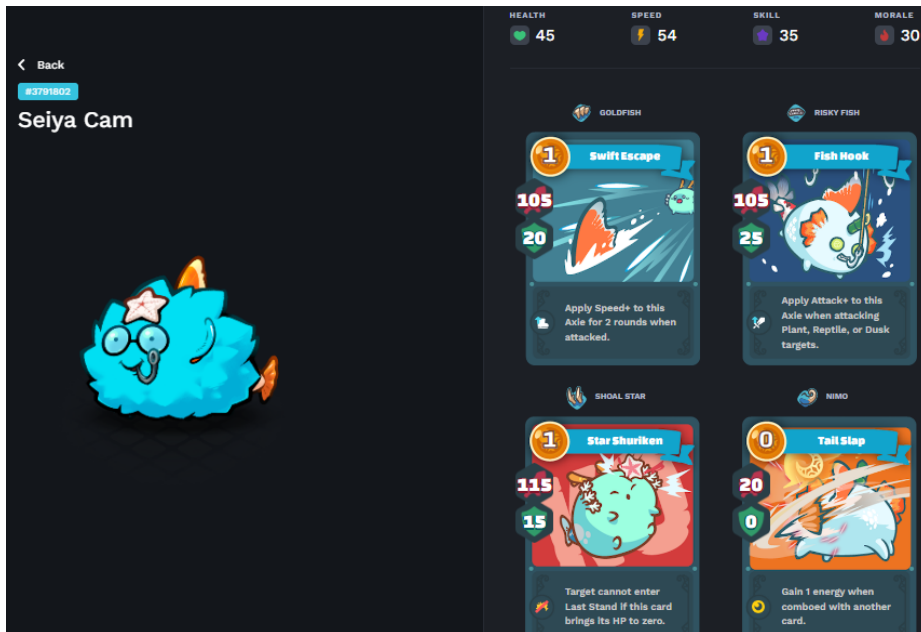 Back
#3791802
Seiya Cam
HEALTH
45
SPEED
54
SKILL
35
MORALE
30
GOLDFISH
1
Swift Escape
105
20
Apply Speed+ to this
Axie for 2 rounds when
attacked.
RISKY FISH
1
Fish Hook
105
25
Apply Attack+ to this
Axie when attacking
Plant, Reptile, or Dusk
targets.
SHOAL STAR
1
Star Shuriken
115
15
Target cannot enter
Last Stand if this card
brings its HP to zero.
NIMO
0
Tail Slap
20
0
Gain 1 energy when
comboed with another
card.